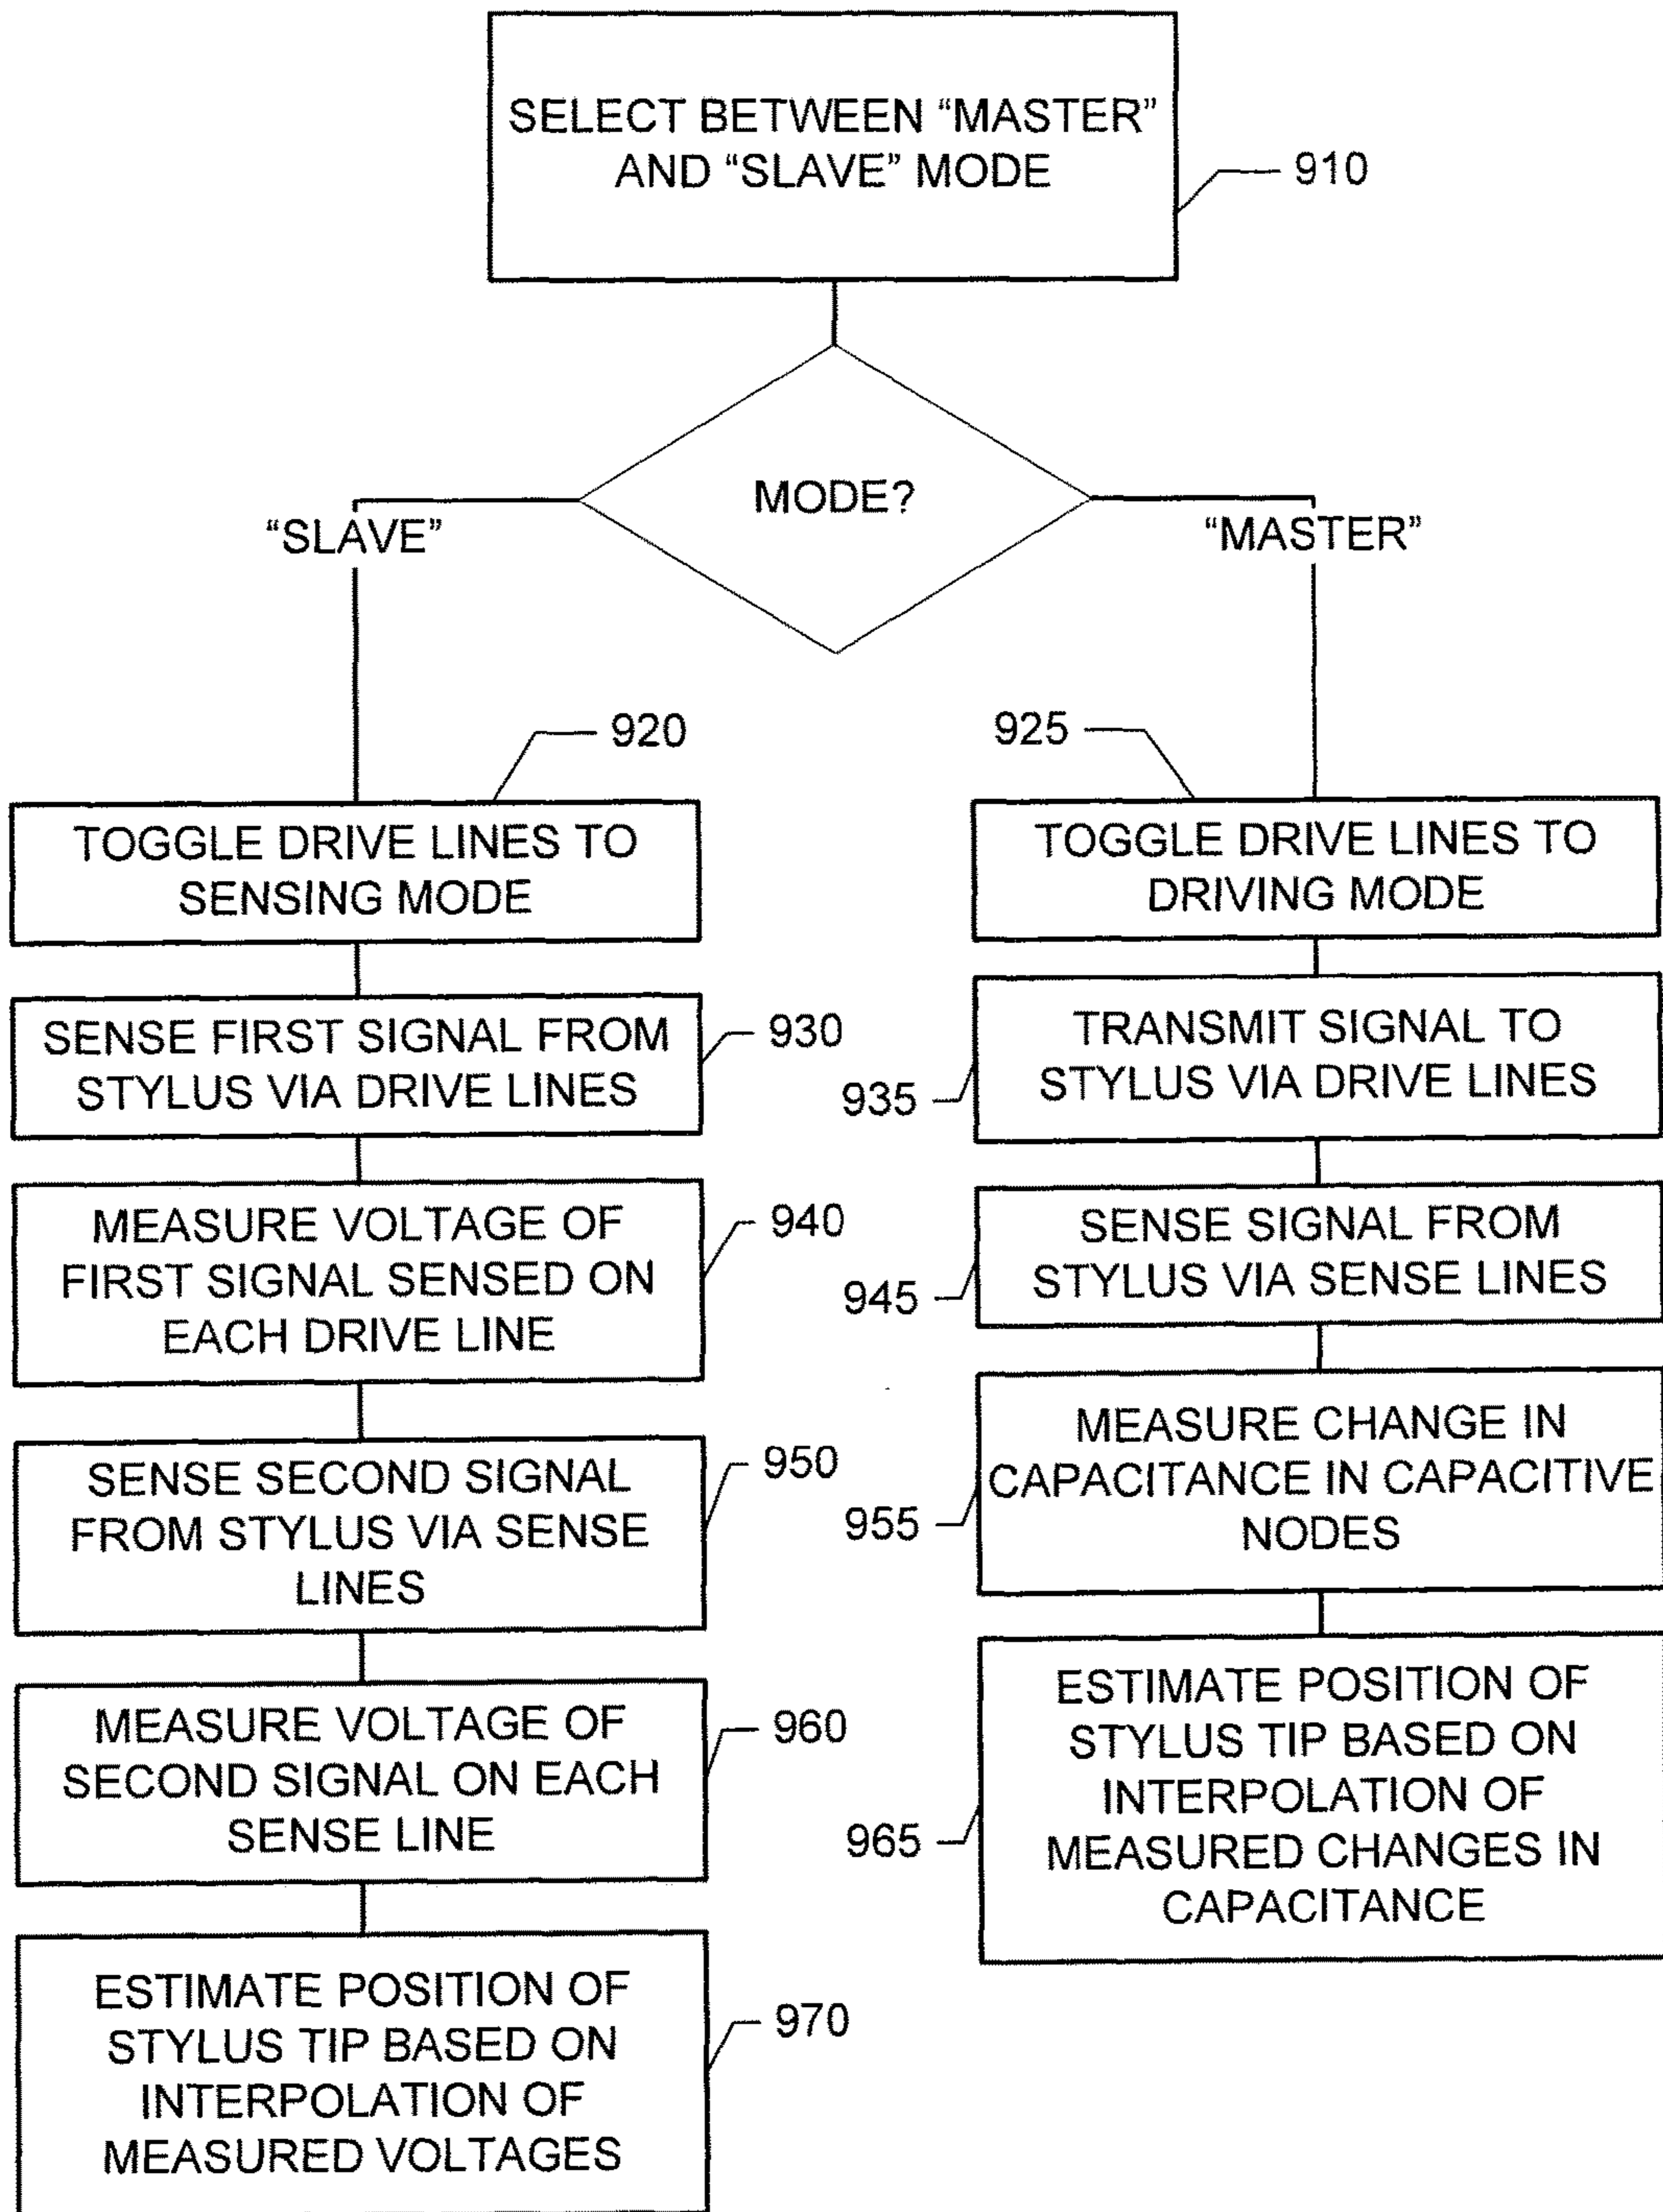 SELECT BETWEEN “MASTER”
AND “SLAVE” MODE
910
MODE?
“SLAVE”
“MASTER”
920
TOGGLE DRIVE LINES TO
SENSING MODE
930
SENSE FIRST SIGNAL FROM
STYLUS VIA DRIVE LINES
940
MEASURE VOLTAGE OF
FIRST SIGNAL SENSED ON
EACH DRIVE LINE
950
SENSE SECOND SIGNAL
FROM STYLUS VIA SENSE
LINES
960
MEASURE VOLTAGE OF
SECOND SIGNAL ON EACH
SENSE LINE
970
ESTIMATE POSITION OF
STYLUS TIP BASED ON
INTERPOLATION OF
MEASURED VOLTAGES
925
TOGGLE DRIVE LINES TO
DRIVING MODE
935
TRANSMIT SIGNAL TO
STYLUS VIA DRIVE LINES
945
SENSE SIGNAL FROM
STYLUS VIA SENSE LINES
955
MEASURE CHANGE IN
CAPACITANCE IN CAPACITIVE
NODES
965
ESTIMATE POSITION OF
STYLUS TIP BASED ON
INTERPOLATION OF
MEASURED CHANGES IN
CAPACITANCE